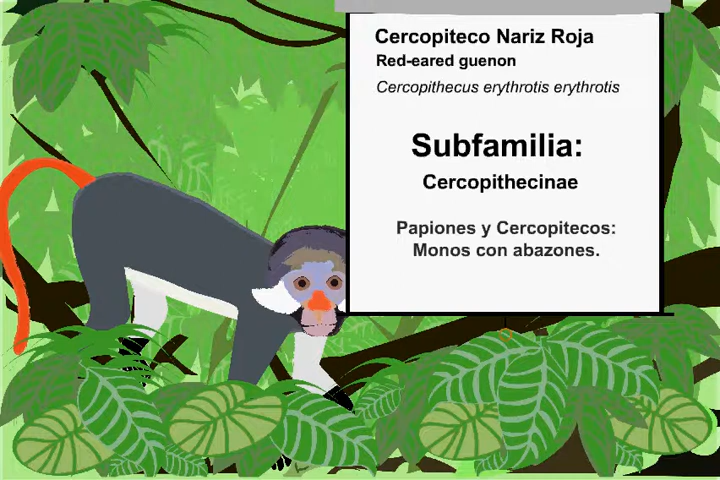 Cercopiteco Nariz Roja
Red-eared guenon
Cercopithecus erythrotis erythrotis
Subfamilia:
Cercopithecinae
Papiones y Cercopitecos:
Monos con abazones.